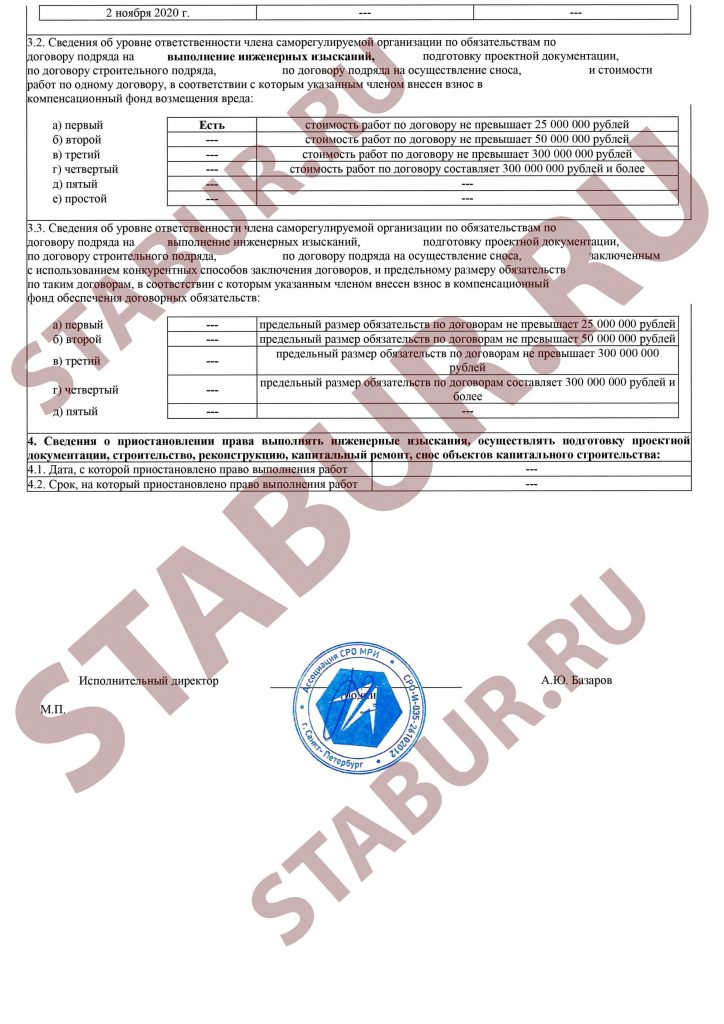 2 ноября 2020 г. --- ---
3.2. Сведения об уровне ответственности члена саморегулируемой организации по обязательствам по
договору подряда на выполнение инженерных изысканий, подготовку проектной документации,
по договору строительного подряда, по договору подряда на осуществление сноса, и стоимости
работ по одному договору, в соответствии с которым указанным членом внесен взнос в
компенсационный фонд возмещения вреда:
а) первый Есть стоимость работ по договору не превышает 25 000 000 рублей
б) второй --- стоимость работ по договору не превышает 50 000 000 рублей
в) третий --- стоимость работ по договору не превышает 300 000 000 рублей
г) четвертый --- стоимость работ по договору составляет 300 000 000 рублей и более
д) пятый --- ---
е) простой --- ---
3.3. Сведения об уровне ответственности члена саморегулируемой организации по обязательствам по
договору подряда на выполнение инженерных изысканий, подготовку проектной документации,
по договору строительного подряда, по договору подряда на осуществление сноса, заключенным
с использованием конкурентных способов заключения договоров, и предельному размеру обязательств
по таким договорам, в соответствии с которым указанным членом внесен взнос в компенсационный
фонд обеспечения договорных обязательств:
а) первый --- предельный размер обязательств по договорам не превышает 25 000 000 рублей
б) второй --- предельный размер обязательств по договорам не превышает 50 000 000 рублей
в) третий --- предельный размер обязательств по договорам не превышает 300 000 000
рублей
г) четвертый --- предельный размер обязательств по договорам составляет 300 000 000 рублей и
более
д) пятый --- ---
4. Сведения о приостановлении права выполнять инженерные изыскания, осуществлять подготовку проектной
документации, строительство, реконструкцию, капитальный ремонт, снос объектов капитального строительства:
4.1. Дата, с которой приостановлено право выполнения работ ---
4.2. Срок, на который приостановлено право выполнения работ ---
Исполнительный директор А.Ю. Базаров
М.П.
Ассоциация СРО МРИ
СРО-И-035-26102012
г. Санкт-Петербург
STABUR.RU
STABUR.RU
STABUR.RU